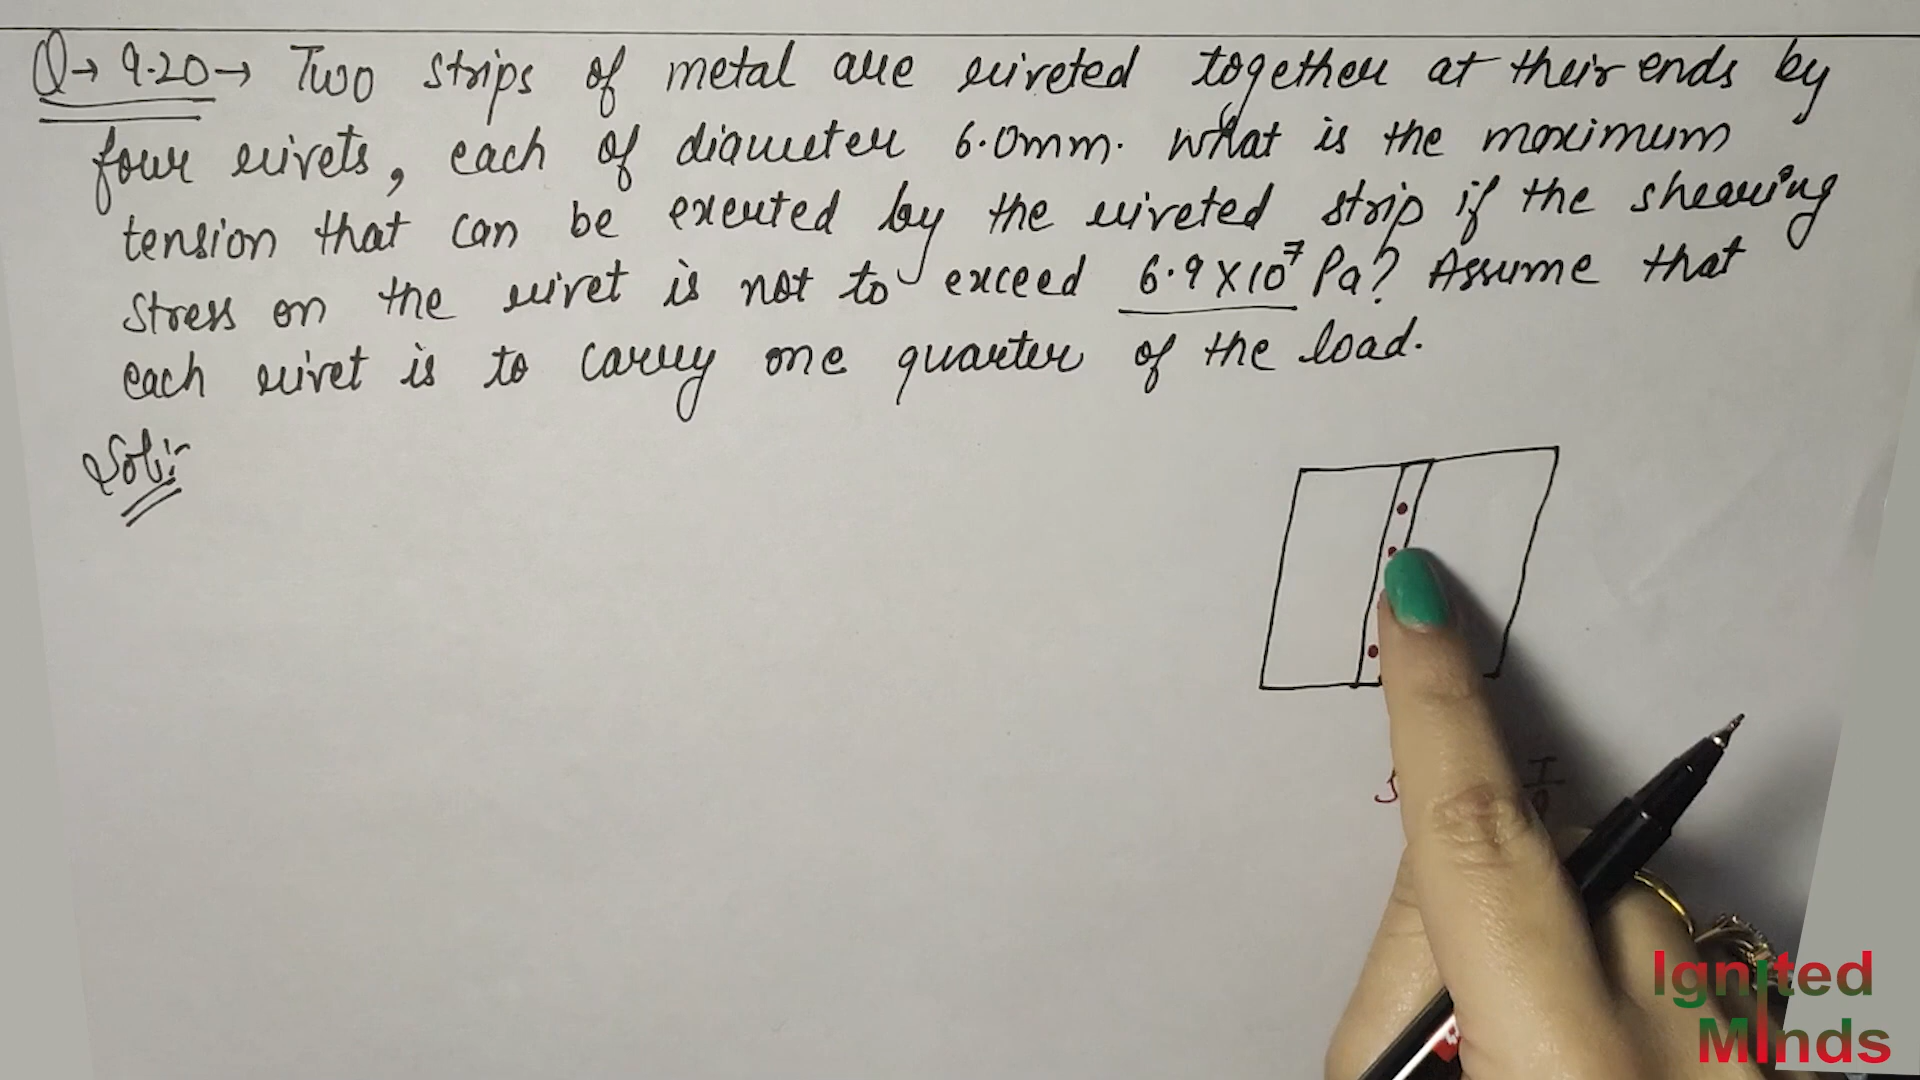 Q→ 9.20→ Two strips of metal are riveted together at their ends by
four rivets, each of diameter 6.0mm. What is the maximum
tension that can be exerted by the riveted strip if the shearing
stress on the rivet is not to exceed 6.9×10⁷ Pa? Assume that
each rivet is to carry one quarter of the load.
Sol:-
Ignited
Minds